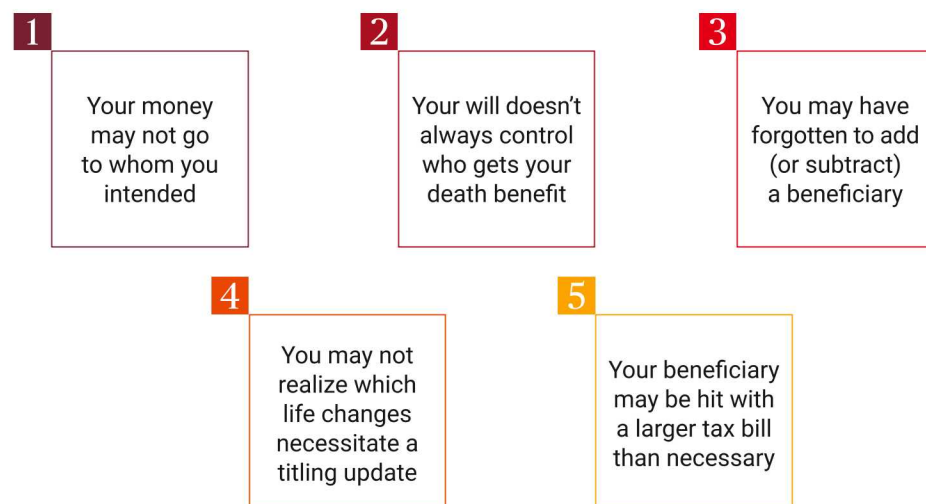 1
Your money
may not go
to whom you
intended
2
Your will doesn’t
always control
who gets your
death benefit
3
You may have
forgotten to add
(or subtract)
a beneficiary
4
You may not
realize which
life changes
necessitate a
titling update
5
Your beneficiary
may be hit with
a larger tax bill
than necessary